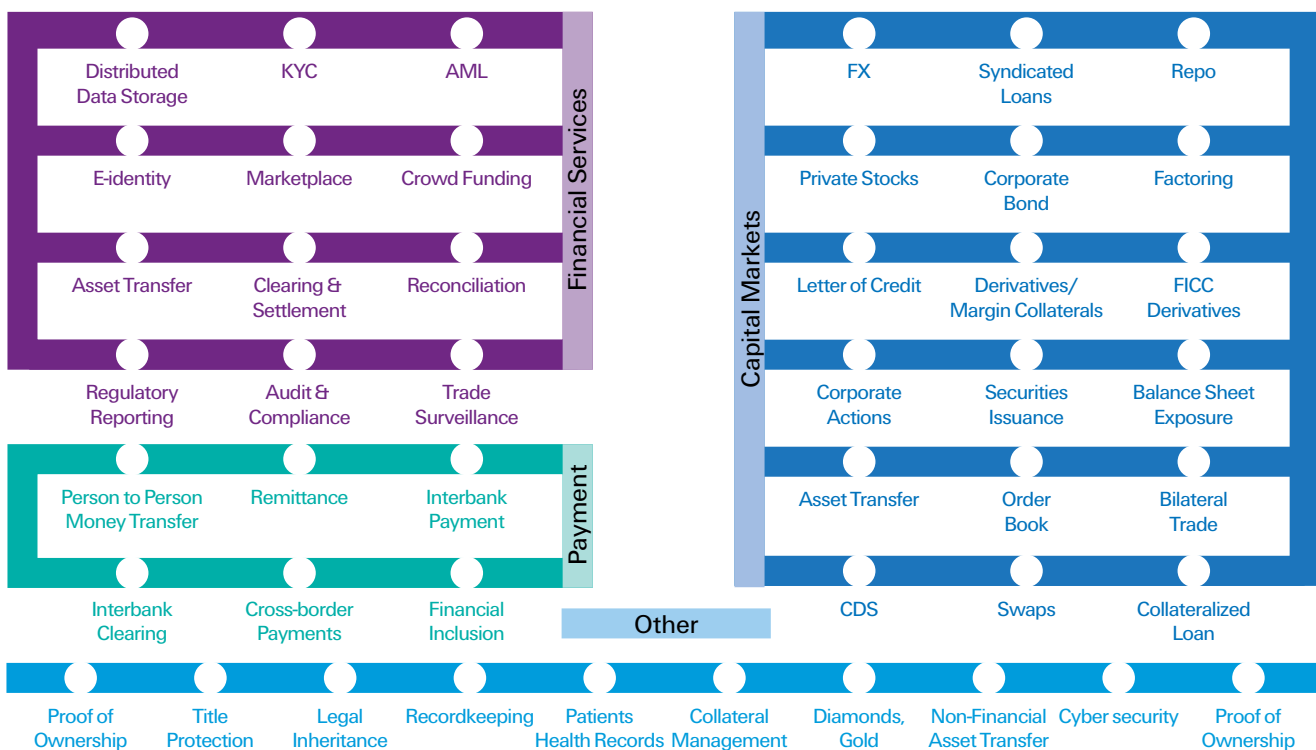 Distributed
Data Storage
KYC
AML
E-identity
Marketplace
Crowd Funding
Asset Transfer
Clearing &
Settlement
Reconciliation
Regulatory
Reporting
Audit &
Compliance
Trade
Surveillance
Financial Services
Person to Person
Money Transfer
Remittance
Interbank
Payment
Interbank
Clearing
Cross-border
Payments
Financial
Inclusion
Payment
Capital Markets
FX
Syndicated
Loans
Repo
Private Stocks
Corporate
Bond
Factoring
Letter of Credit
Derivatives/
Margin Collaterals
FICC
Derivatives
Corporate
Actions
Securities
Issuance
Balance Sheet
Exposure
Asset Transfer
Order
Book
Bilateral
Trade
CDS
Swaps
Collateralized
Loan
Other
Proof of
Ownership
Title
Protection
Legal
Inheritance
Recordkeeping
Patients
Health Records
Collateral
Management
Diamonds,
Gold
Non-Financial
Asset Transfer
Cyber security
Proof of
Ownership